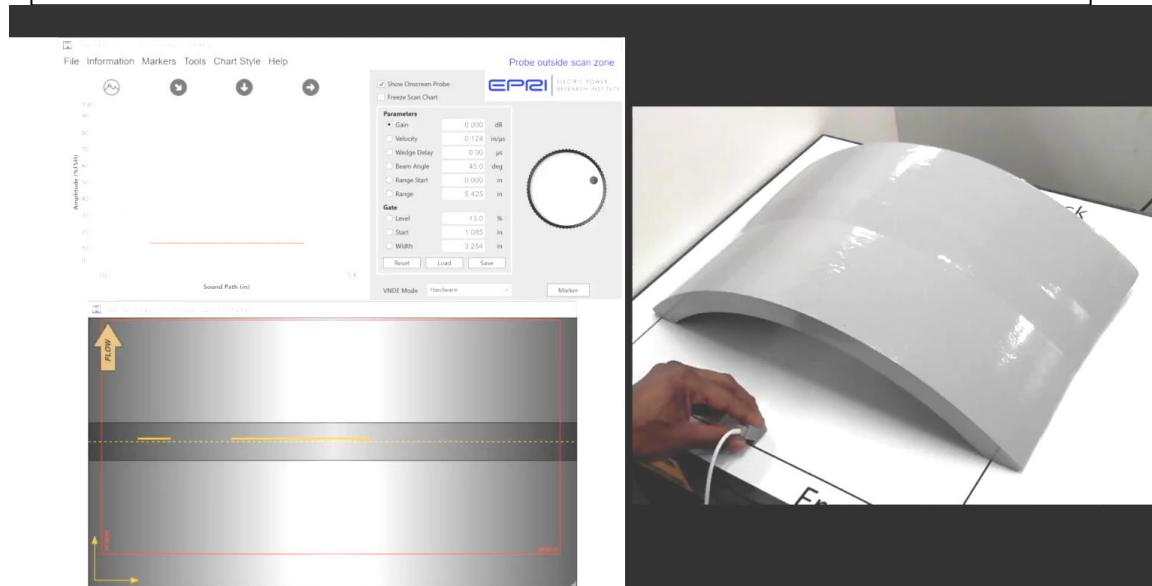 File Information Markers Tools Chart Style Help
Probe outside scan zone
Show Onscreen Probe
Freeze Scan Chart
EPRI ELECTRIC POWER
RESEARCH INSTITUTE
Parameters
Gain 0.000 dB
Velocity 0.124 in/µs
Wedge Delay 0.00 µs
Beam Angle 45.0 deg
Range Start 0.000 in
Range 5.425 in
Gate
Level 13.0 %
Start 1.085 in
Width 3.254 in
Reset Load Save
VNDE Mode Hardware
Marker
Amplitude (%FSH)
Sound Path (in)
FLOW